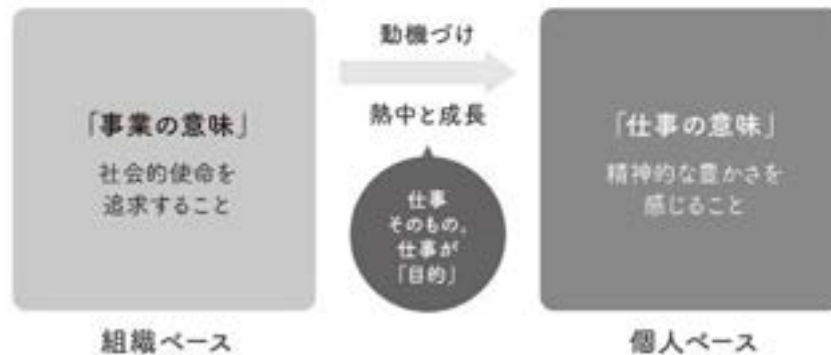 「事業の意味」
社会的使命を
追求すること
組織ベース
動機づけ
熱中と成長
仕事
そのもの、
仕事が
「目的」
「仕事の意味」
精神的な豊かさを
感じること
個人ベース